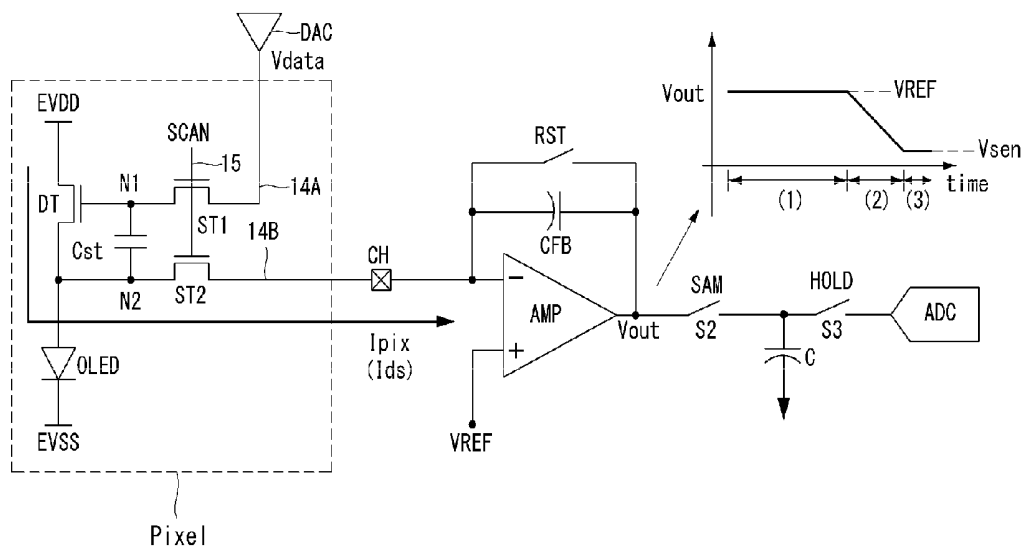 DAC
Vdata
EVDD
SCAN
15
N1
14A
DT
ST1
Cst
14B
N2
ST2
CH
OLED
EVSS
Ipix
(Ids)
Pixel
RST
CFB
−
AMP
+
Vout
VREF
SAM
S2
HOLD
S3
ADC
C
Vout
VREF
Vsen
time
(1)
(2)
(3)